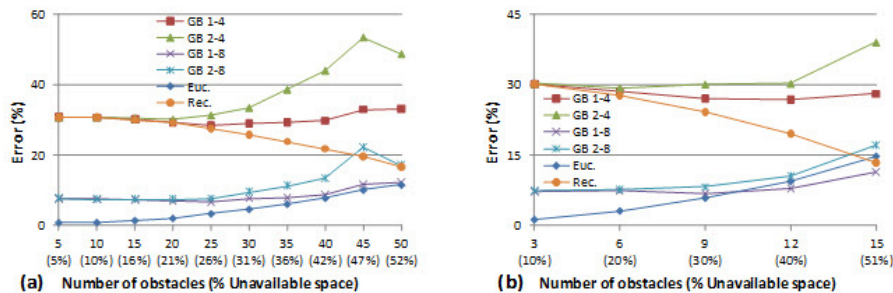 60
40
20
0
Error (%)
GB 1-4
GB 2-4
GB 1-8
GB 2-8
Euc.
Rec.
5 10 15 20 25 30 35 40 45 50
(5%) (10%) (16%) (21%) (26%) (31%) (36%) (42%) (47%) (52%)
(a) Number of obstacles (% Unavailable space)
45
30
15
0
Error (%)
GB 1-4
GB 2-4
GB 1-8
GB 2-8
Euc.
Rec.
3 6 9 12 15
(10%) (20%) (30%) (40%) (51%)
(b) Number of obstacles (% Unavailable space)